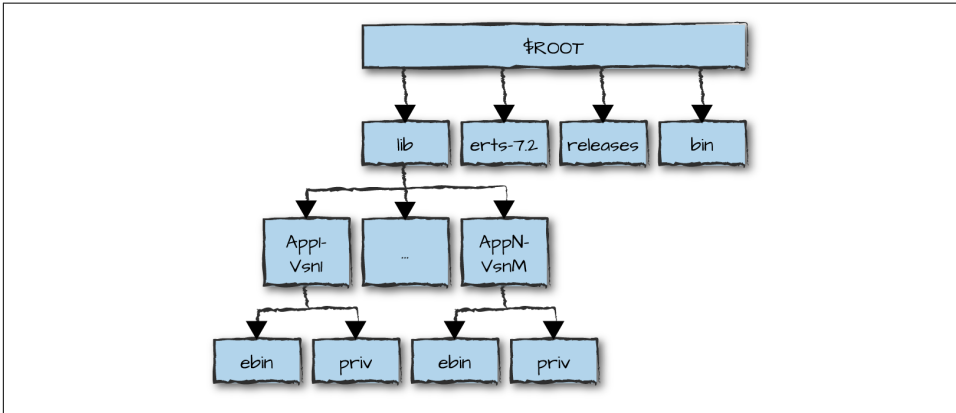 $ROOT
lib
erts-7.2
releases
bin
App1-
Vsn1
...
AppN-
VsnM
ebin
priv
ebin
priv